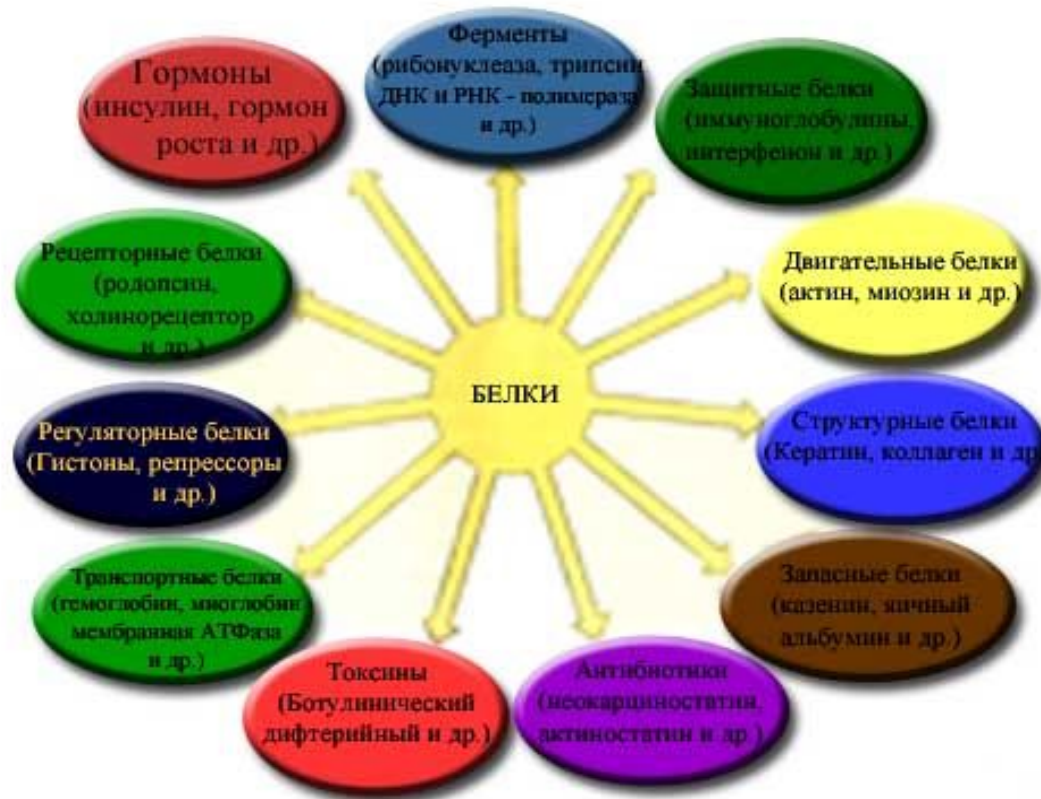 Гормоны
(инсулин, гормон
роста и др.)
Ферменты
(рибонуклеаза, трипсин,
ДНК и РНК - полимераза
и др.)
Защитные белки
(иммуноглобулины,
интерфенон и др.)
Рецепторные белки
(родопсин,
холинорецептор
и др.)
Двигательные белки
(актин, миозин и др.)
БЕЛКИ
Регуляторные белки
(Гистоны, репрессоры
и др.)
Структурные белки
(Кератин, коллаген и др
Транспортные белки
(гемоглобин, миоглобин
мембранная АТФаза
и др.)
Запасные белки
(казенин, яичный
альбумин и др.)
Токсины
(Ботулинический
дифтерийный и др.)
Антибиотики
(неокарциностатин,
актиностатин и др.)